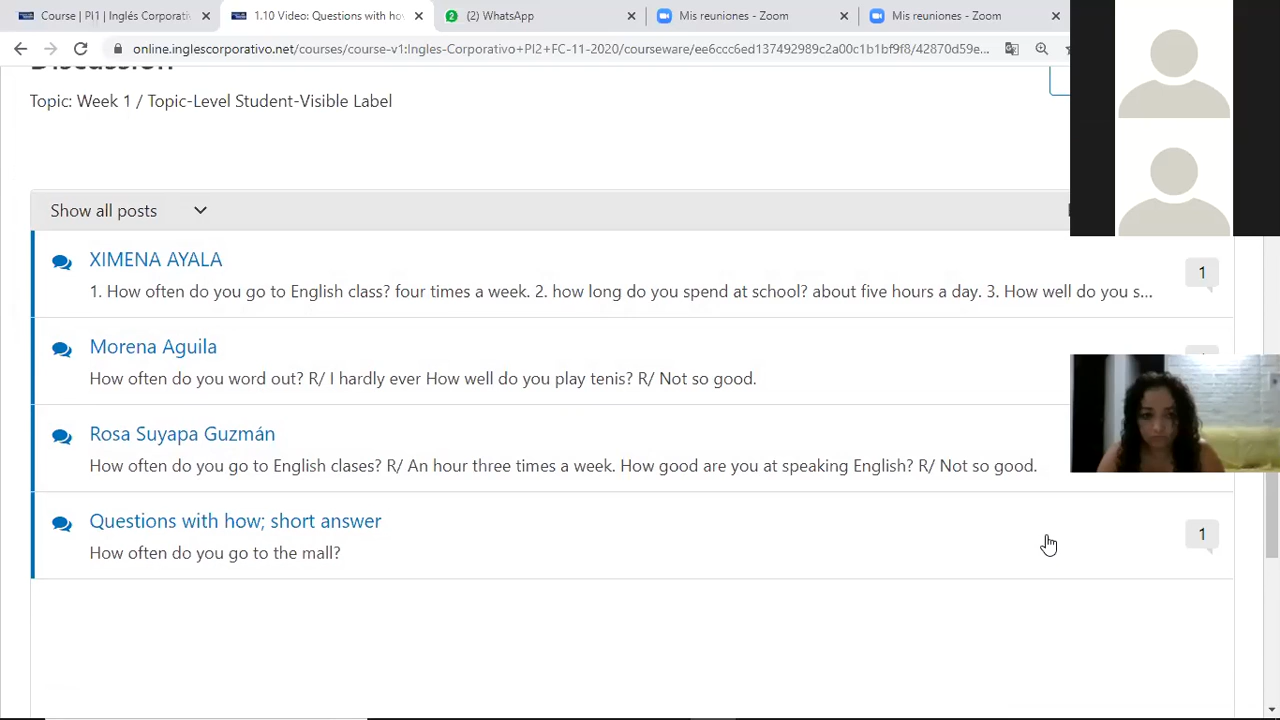 Course | PI1 | Inglés Corporati
1.10 Video: Questions with ho
(2) WhatsApp
Mis reuniones - Zoom
Mis reuniones - Zoom
online.inglescorporativo.net/courses/course-v1:Ingles-Corporativo+PI2+FC-11-2020/courseware/ee6ccc6eb137492989c2a00c1b1bf9f8/42870d59e...
Discussion
Topic: Week 1 / Topic-Level Student-Visible Label
Show all posts
XIMENA AYALA
1. How often do you go to English class? four times a week. 2. how long do you spend at school? about five hours a day. 3. How well do you s...
1
Morena Aguila
How often do you word out? R/ I hardly ever How well do you play tenis? R/ Not so good.
Rosa Suyapa Guzmán
How often do you go to English clases? R/ An hour three times a week. How good are you at speaking English? R/ Not so good.
Questions with how; short answer
How often do you go to the mall?
1